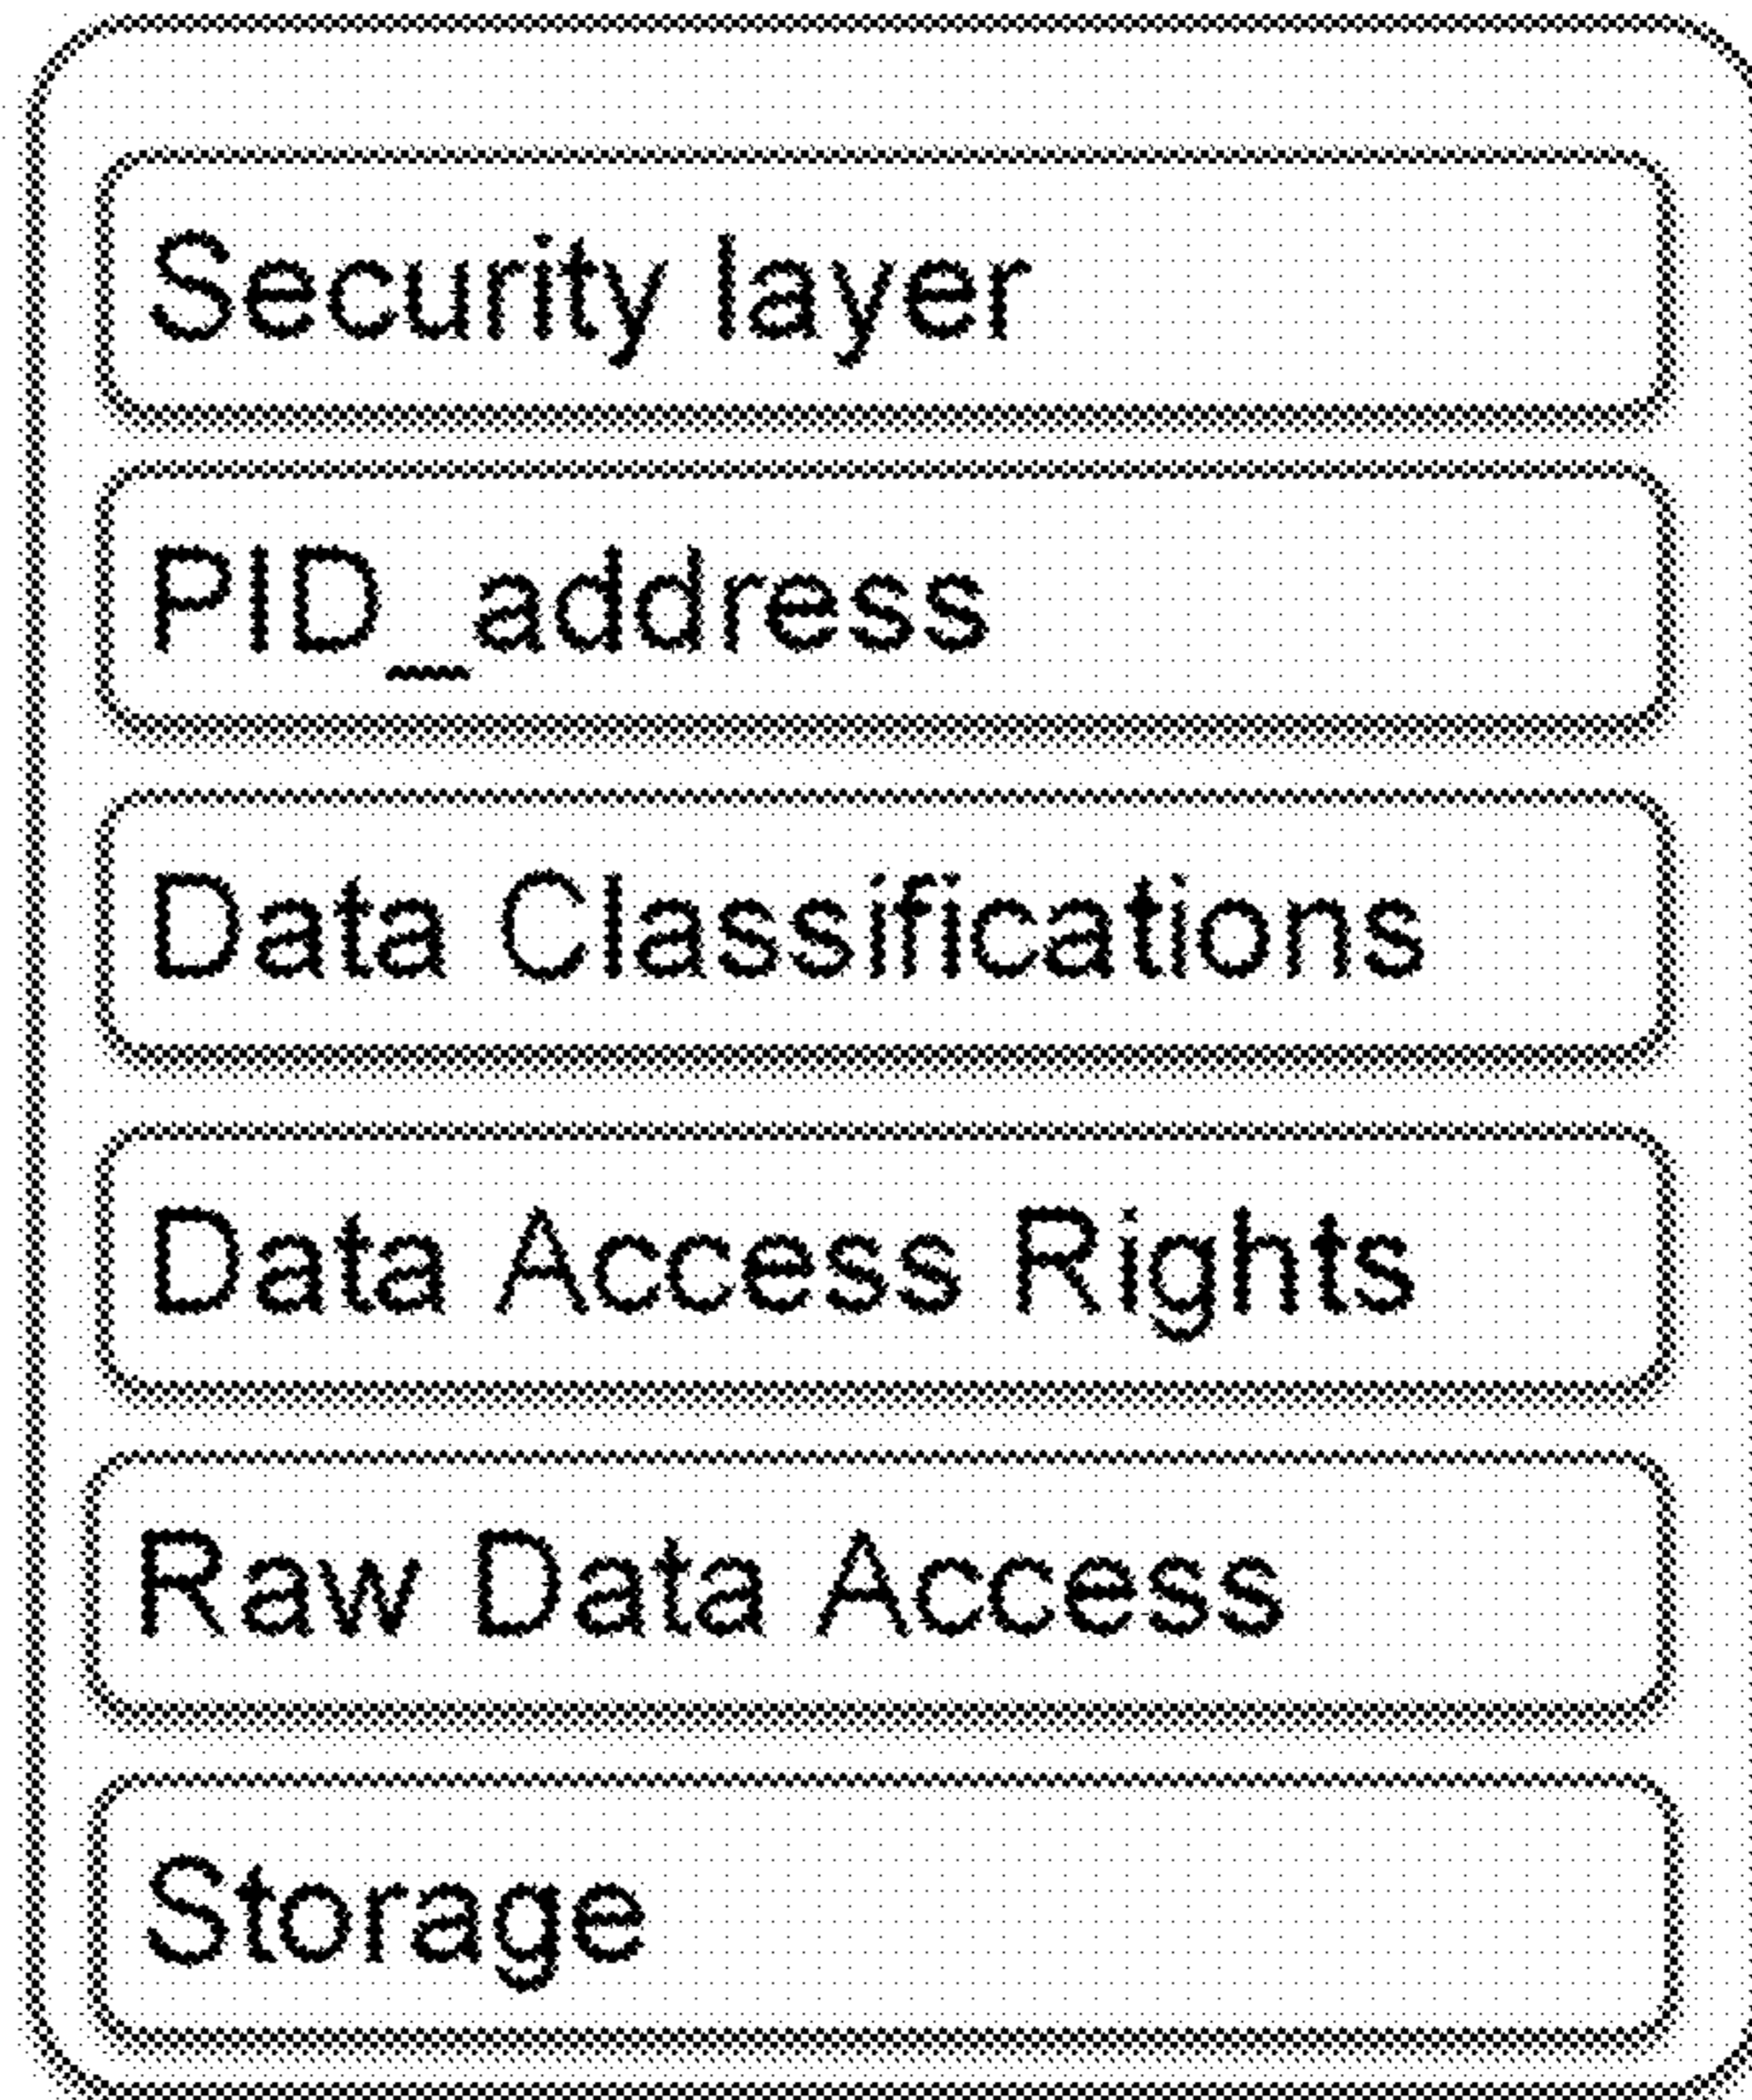 Security layer
PID_address
Data Classifications
Data Access Rights
Raw Data Access
Storage